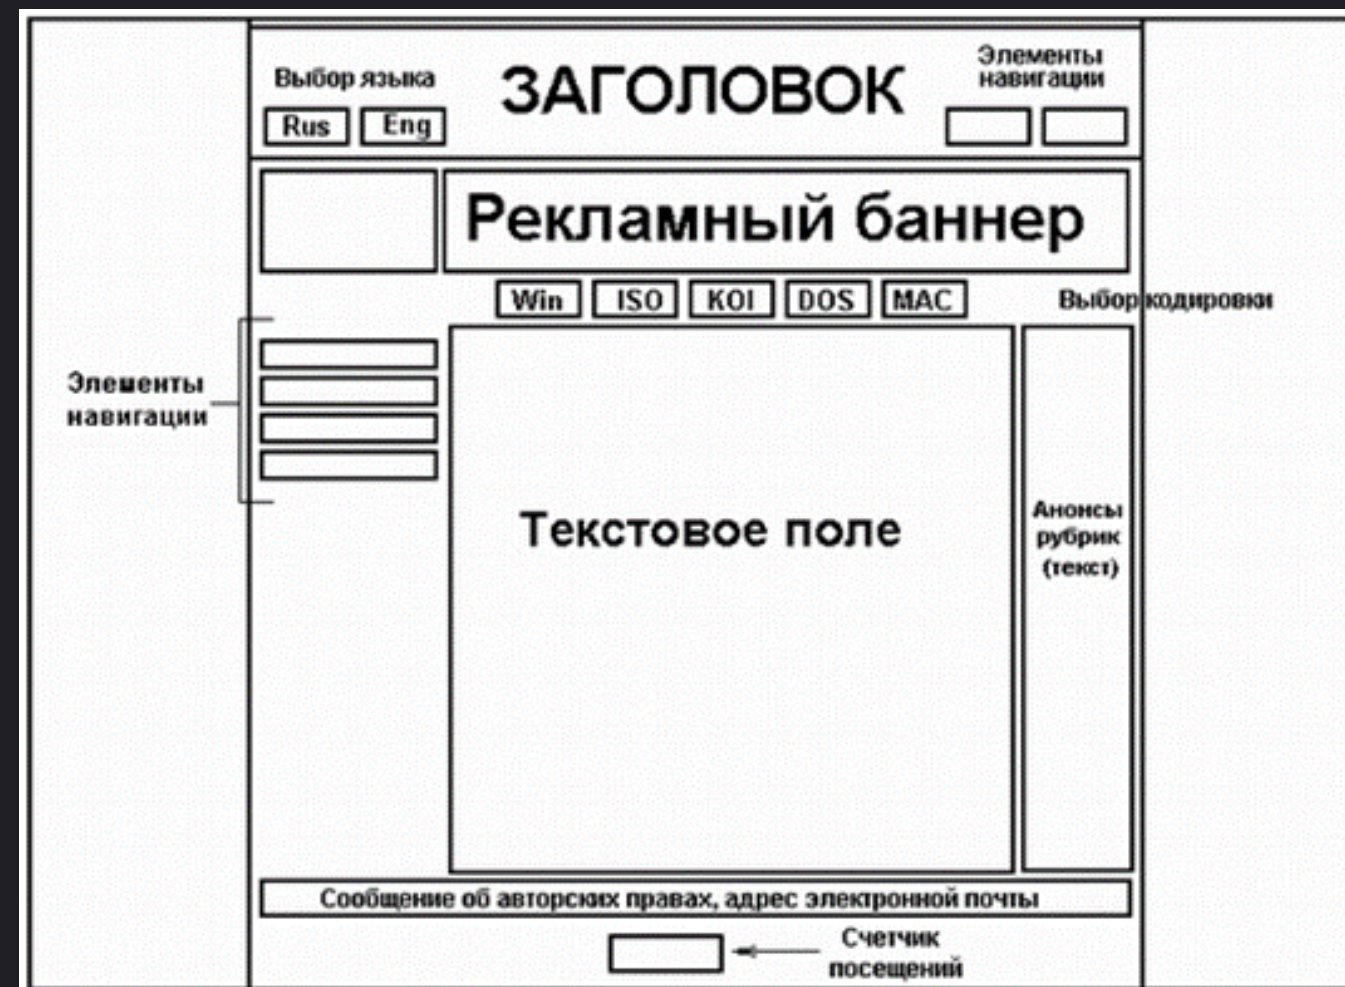 Выбор языка
ЗАГОЛОВОК
Элементы
навигации
Rus
Eng
Рекламный баннер
Win
ISO
KOI
DOS
MAC
Выбор кодировки
Элементы
навигации
Текстовое поле
Анонсы
рубрик
(текст)
Сообщение об авторских правах, адрес электронной почты
Счетчик
посещений